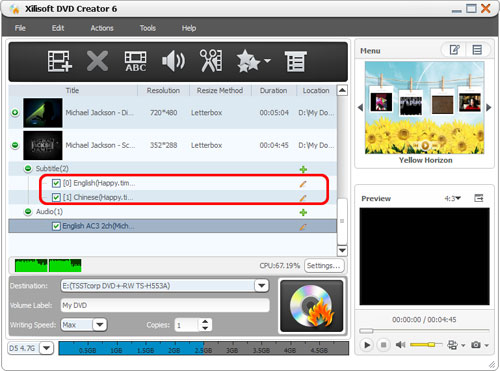 Xilisoft DVD Creator 6
File Edit Actions Tools Help
ABC
Title Resolution Resize Method Duration Location
Michael Jackson - Di... 720*480 Letterbox 00:05:04 D:\My Do...
Michael Jackson - Sc... 352*288 Letterbox 00:04:45 D:\My Do...
Subtitle(2)
[0] English(Happy.tim...
[1] Chinese(Happy.ti...
Audio(1)
English AC3 2ch(Mich...
CPU:67.19% Settings...
Destination: E:(TSSTcorp DVD+-RW TS-H553A)
Volume Label: My DVD
Writing Speed: Max Copies: 1
D5 4.7G 0.5GB 1GB 1.5GB 2GB 2.5GB 3GB 3.5GB 4GB 4.5GB
Menu
Yellow Horizon
Preview 4:3
00:00:00 / 00:04:45